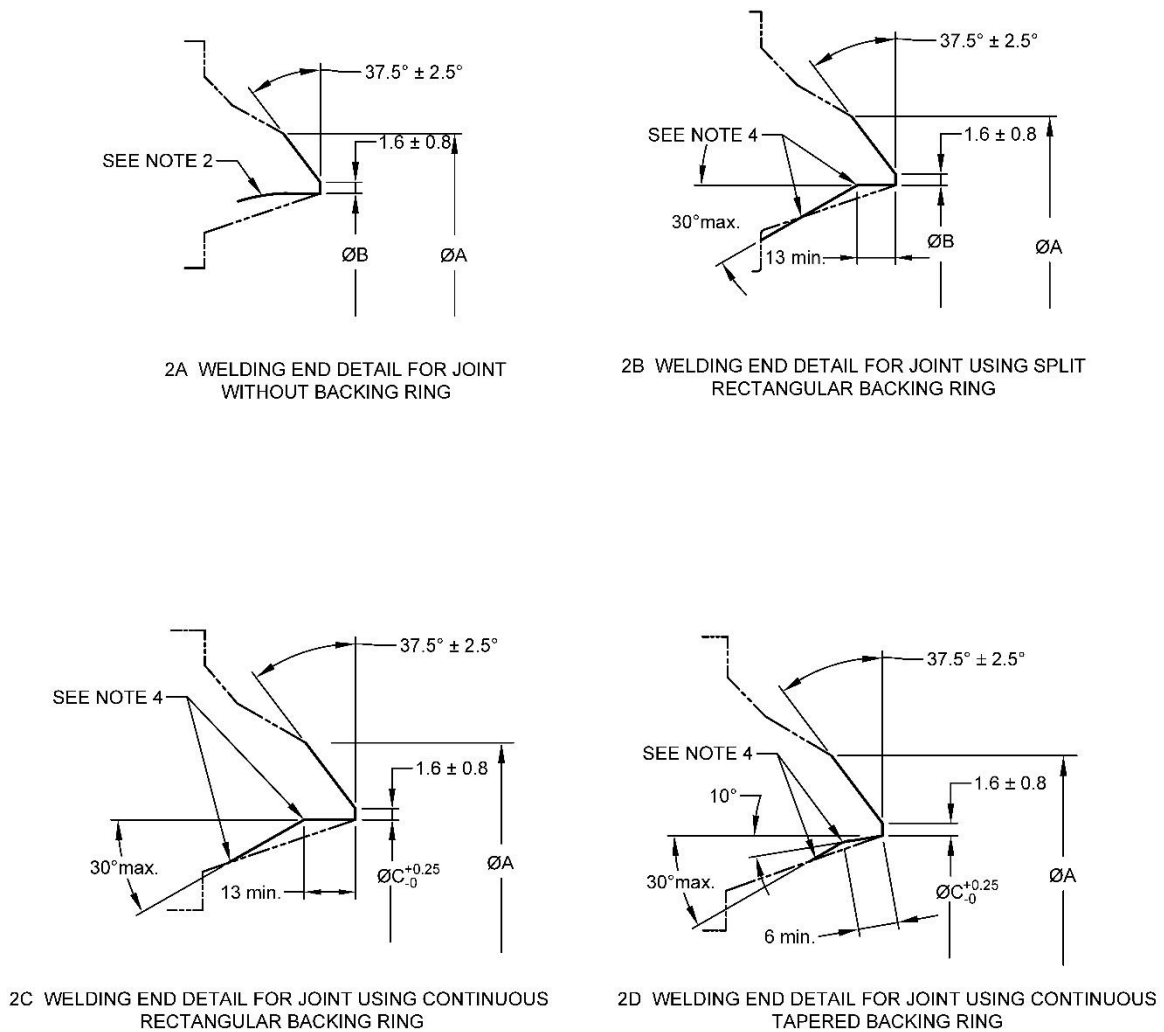 37.5° ± 2.5°
1.6 ± 0.8
SEE NOTE 2
ØB
ØA
2A WELDING END DETAIL FOR JOINT
WITHOUT BACKING RING
37.5° ± 2.5°
SEE NOTE 4
1.6 ± 0.8
30°max.
13 min.
ØB
ØA
2B WELDING END DETAIL FOR JOINT USING SPLIT
RECTANGULAR BACKING RING
37.5° ± 2.5°
SEE NOTE 4
1.6 ± 0.8
30°max.
13 min.
ØC+0.25
-0
ØA
2C WELDING END DETAIL FOR JOINT USING CONTINUOUS
RECTANGULAR BACKING RING
37.5° ± 2.5°
SEE NOTE 4
1.6 ± 0.8
10°
30°max.
6 min.
ØC+0.25
-0
ØA
2D WELDING END DETAIL FOR JOINT USING CONTINUOUS
TAPERED BACKING RING